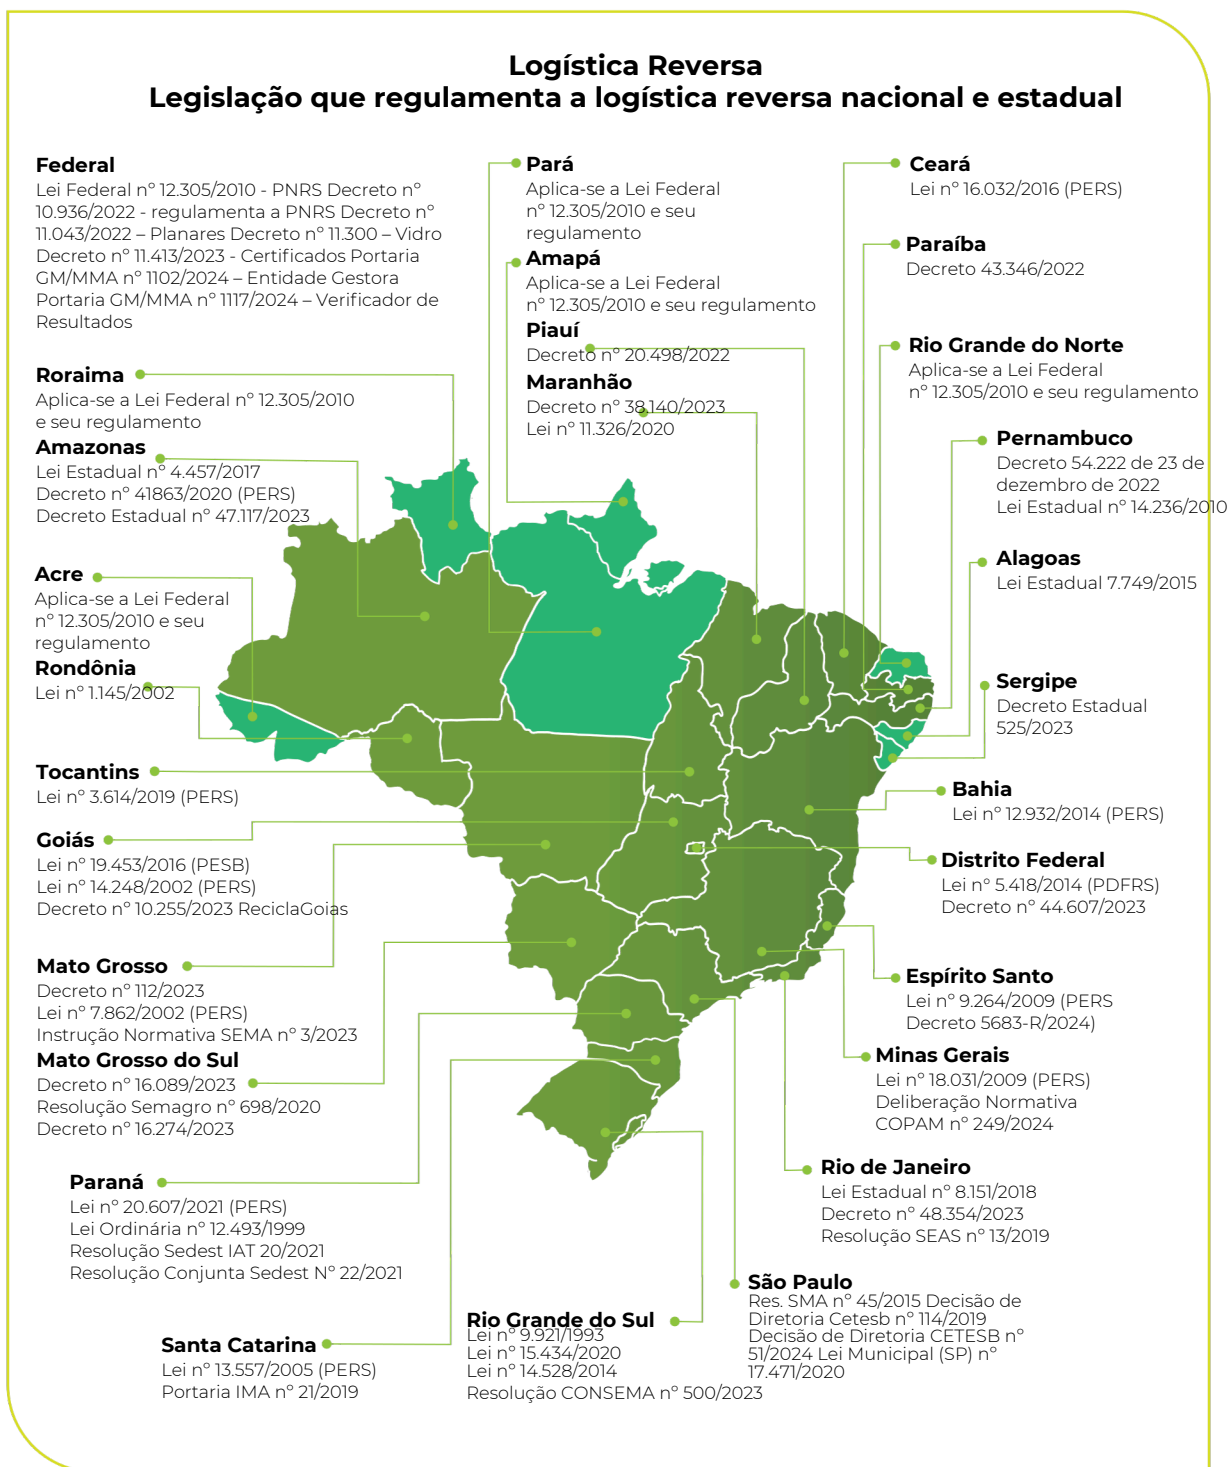 Logística Reversa
Legislação que regulamenta a logística reversa nacional e estadual
Federal
Lei Federal nº 12.305/2010 - PNRS Decreto nº
10.936/2022 - regulamenta a PNRS Decreto nº
11.043/2022 – Planares Decreto nº 11.300 – Vidro
Decreto nº 11.413/2023 - Certificados Portaria
GM/MMA nº 1102/2024 – Entidade Gestora
Portaria GM/MMA nº 1117/2024 – Verificador de
Resultados
Roraima
Aplica-se a Lei Federal nº 12.305/2010
e seu regulamento
Amazonas
Lei Estadual nº 4.457/2017
Decreto nº 41863/2020 (PERS)
Decreto Estadual nº 47.117/2023
Acre
Aplica-se a Lei Federal
nº 12.305/2010 e seu
regulamento
Rondônia
Lei nº 1.145/2002
Tocantins
Lei nº 3.614/2019 (PERS)
Goiás
Lei nº 19.453/2016 (PESB)
Lei nº 14.248/2002 (PERS)
Decreto nº 10.255/2023 ReciclaGoias
Mato Grosso
Decreto nº 112/2023
Lei nº 7.862/2002 (PERS)
Instrução Normativa SEMA nº 3/2023
Mato Grosso do Sul
Decreto nº 16.089/2023
Resolução Semagro nº 698/2020
Decreto nº 16.274/2023
Paraná
Lei nº 20.607/2021 (PERS)
Lei Ordinária nº 12.493/1999
Resolução Sedest IAT 20/2021
Resolução Conjunta Sedest Nº 22/2021
Santa Catarina
Lei nº 13.557/2005 (PERS)
Portaria IMA nº 21/2019
Pará
Aplica-se a Lei Federal
nº 12.305/2010 e seu
regulamento
Amapá
Aplica-se a Lei Federal
nº 12.305/2010 e seu regulamento
Piauí
Decreto nº 20.498/2022
Maranhão
Decreto nº 38.140/2023
Lei nº 11.326/2020
Ceará
Lei nº 16.032/2016 (PERS)
Paraíba
Decreto 43.346/2022
Rio Grande do Norte
Aplica-se a Lei Federal
nº 12.305/2010 e seu regulamento
Pernambuco
Decreto 54.222 de 23 de
dezembro de 2022
Lei Estadual nº 14.236/2010
Alagoas
Lei Estadual 7.749/2015
Sergipe
Decreto Estadual
525/2023
Bahia
Lei nº 12.932/2014 (PERS)
Distrito Federal
Lei n° 5.418/2014 (PDFRS)
Decreto nº 44.607/2023
Espírito Santo
Lei nº 9.264/2009 (PERS
Decreto 5683-R/2024)
Minas Gerais
Lei nº 18.031/2009 (PERS)
Deliberação Normativa
COPAM nº 249/2024
Rio de Janeiro
Lei Estadual nº 8.151/2018
Decreto nº 48.354/2023
Resolução SEAS nº 13/2019
São Paulo
Res. SMA nº 45/2015 Decisão de
Diretoria Cetesb nº 114/2019
Decisão de Diretoria CETESB nº
51/2024 Lei Municipal (SP) nº
17.471/2020
Rio Grande do Sul
Lei nº 9.921/1993
Lei nº 15.434/2020
Lei nº 14.528/2014
Resolução CONSEMA nº 500/2023